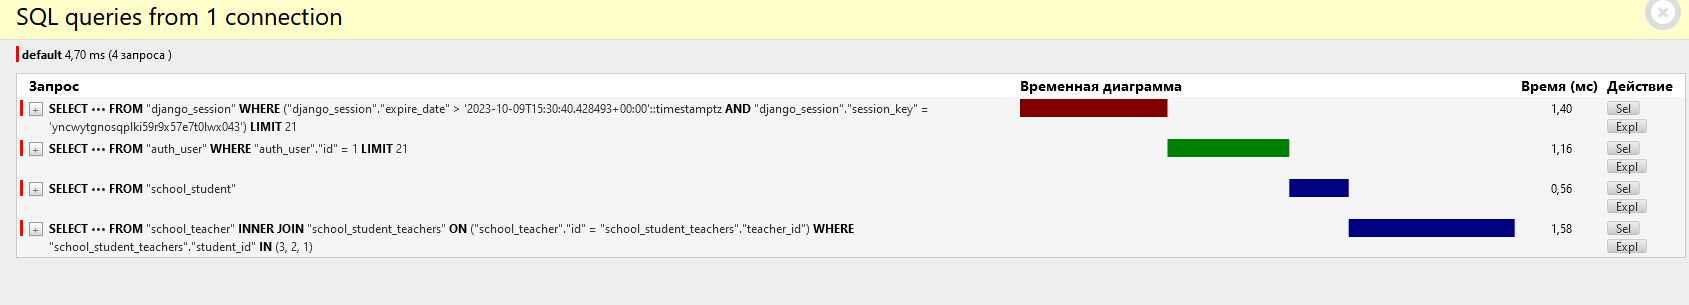 SQL queries from 1 connection
default 4,70 ms (4 запроса )
Запрос Временная диаграмма Время (мс) Действие
+ SELECT ••• FROM "django_session" WHERE ("django_session"."expire_date" > '2023-10-09T15:30:40.428493+00:00'::timestamptz AND "django_session"."session_key" = 1,40 Sel
'yncwytgnosqplki59r9x57e7t0lwx043') LIMIT 21 Expl
+ SELECT ••• FROM "auth_user" WHERE "auth_user"."id" = 1 LIMIT 21 1,16 Sel
Expl
+ SELECT ••• FROM "school_student" 0,56 Sel
Expl
+ SELECT ••• FROM "school_teacher" INNER JOIN "school_student_teachers" ON ("school_teacher"."id" = "school_student_teachers"."teacher_id") WHERE 1,58 Sel
"school_student_teachers"."student_id" IN (3, 2, 1) Expl